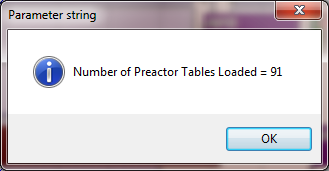 Parameter string
Number of Preactor Tables Loaded = 91
OK